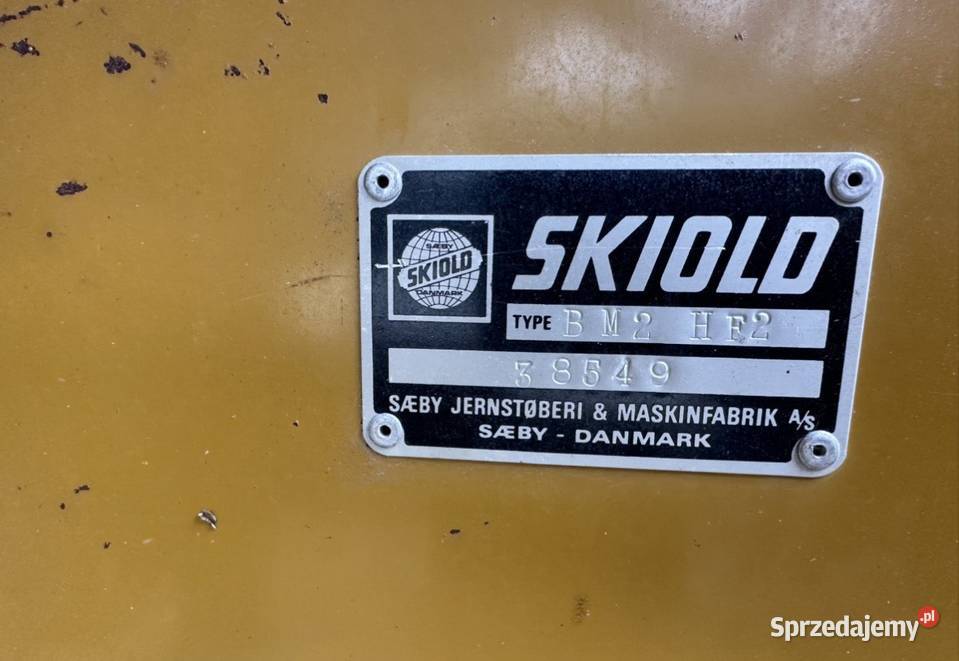 SKIOLD
SÆBY
SKIOLD
DANMARK
TYPE BM2 HF2
38549
SÆBY JERNSTØBERI & MASKINFABRIK A/S
SÆBY - DANMARK
Sprzedajemy.pl